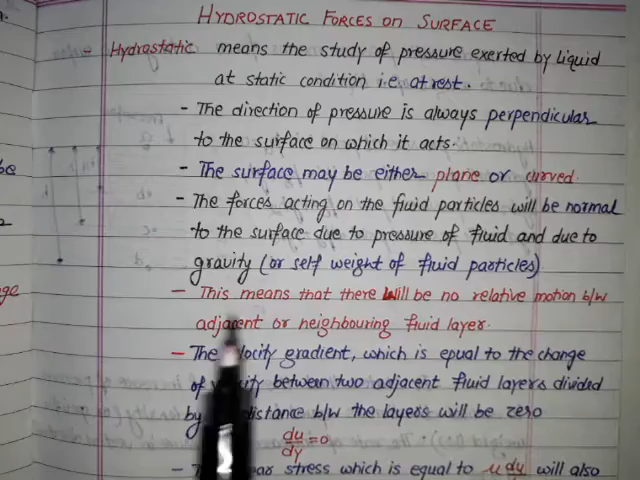 HYDROSTATIC FORCES ON SURFACE
- Hydrostatic means the study of pressure exerted by liquid
at static condition i.e. at rest.
- The direction of pressure is always perpendicular
to the surface on which it acts.
- The surface may be either plane or curved.
- The forces acting on the fluid particles will be normal
to the surface due to pressure of fluid and due to
gravity (or self weight of fluid particles)
- This means that there will be no relative motion b/w
adjacent or neighbouring fluid layer.
- The gradient, which is equal to the change
of between two adjacent fluid layers divided
by distance b/w the layers will be zero
du/dy = 0
- stress which is equal to μ du/dy will also